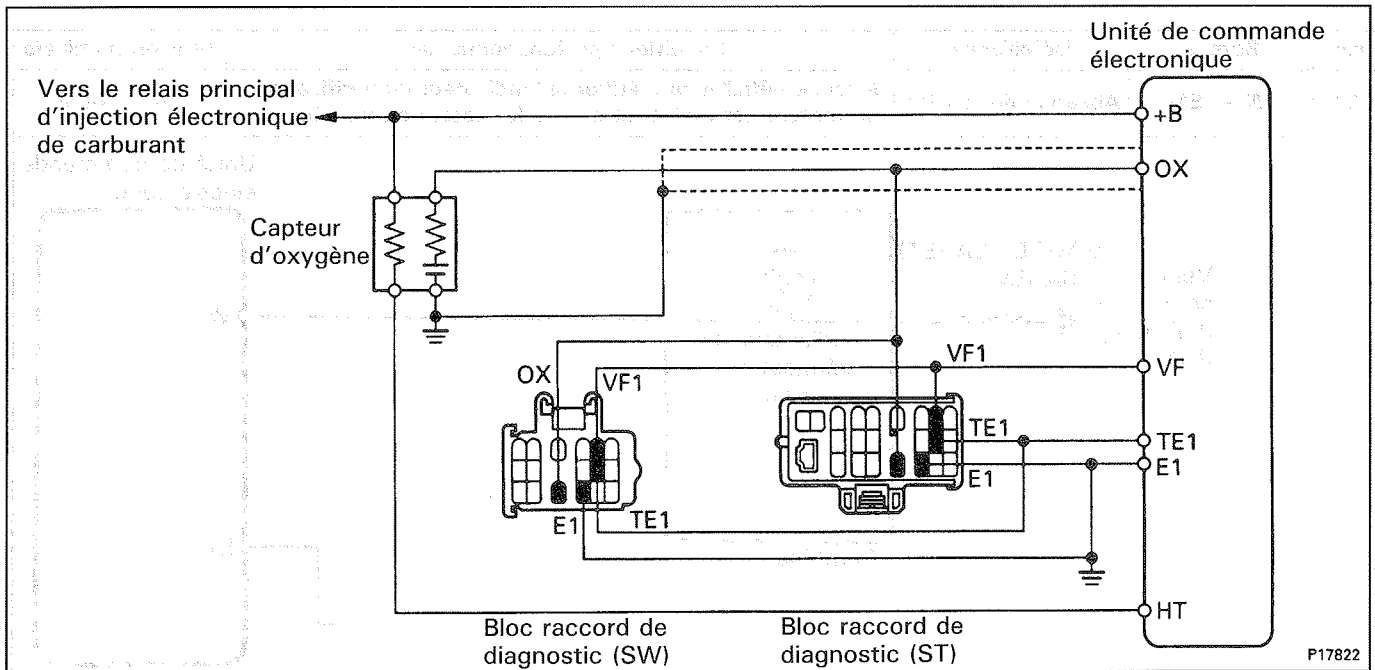 Unité de commande
électronique
Vers le relais principal
d'injection électronique
de carburant
+B
OX
Capteur
d'oxygène
VF1
OX
VF1
VF
TE1
TE1
E1
E1
E1
TE1
HT
Bloc raccord de
diagnostic (SW)
Bloc raccord de
diagnostic (ST)
P17822